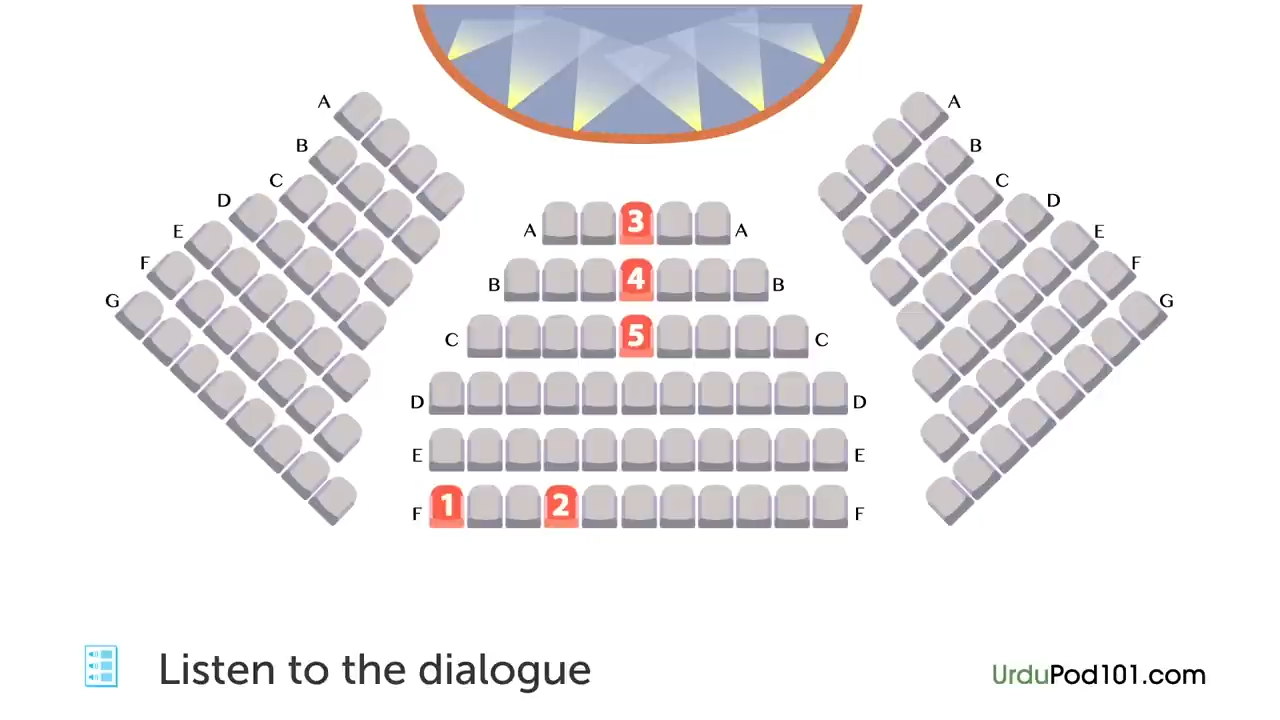 A A
B B
C C
D D
E E
F F
G G
A 3 A
B 4 B
C 5 C
D D
E E
F 1 2 F
Listen to the dialogue
UrduPod101.com